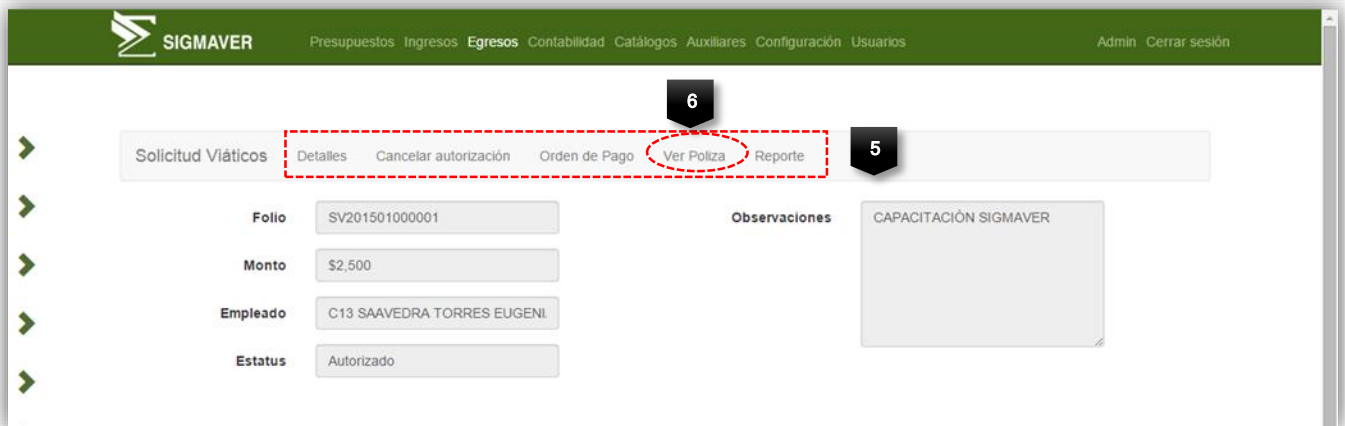 SIGMAVER Presupuestos Ingresos Egresos Contabilidad Catálogos Auxiliares Configuración Usuarios Admin Cerrar sesión
6
Solicitud Viáticos Detalles Cancelar autorización Orden de Pago Ver Poliza Reporte 5
Folio SV201501000001 Observaciones CAPACITACIÒN SIGMAVER
Monto $2,500
Empleado C13 SAAVEDRA TORRES EUGENI
Estatus Autorizado